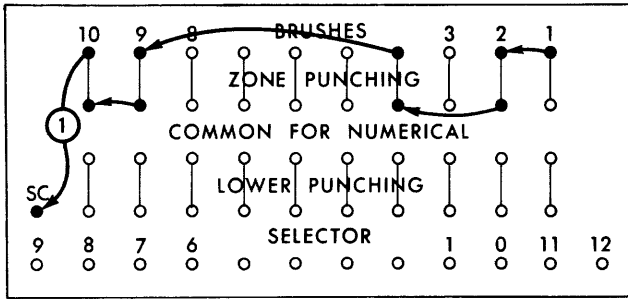 10 9 8 BRUSHES 3 2 1
ZONE PUNCHING
1
COMMON FOR NUMERICAL
LOWER PUNCHING
SC
SELECTOR
9 8 7 6 1 0 11 12